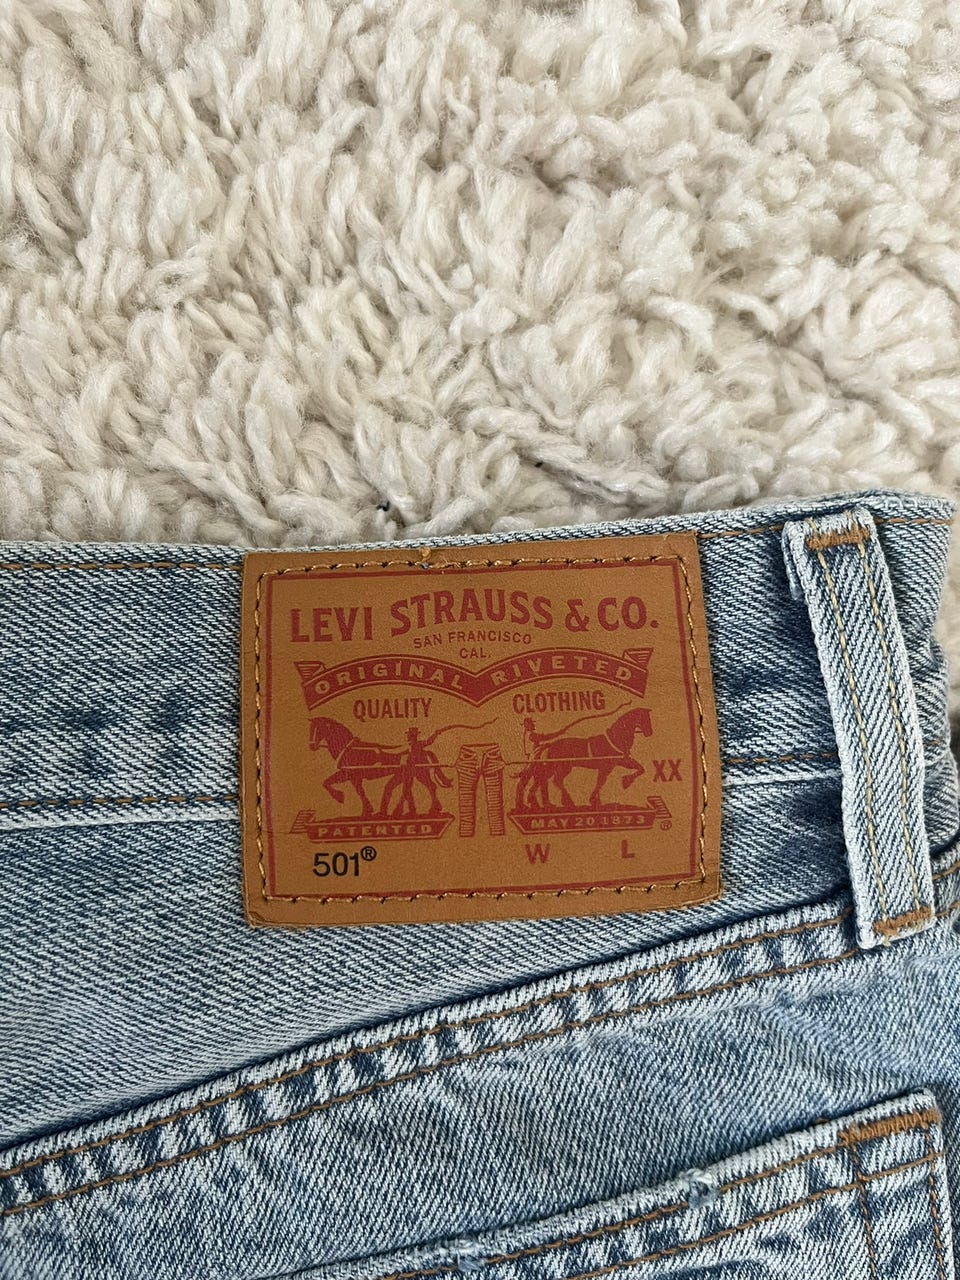 LEVI STRAUSS & CO.
SAN FRANCISCO
CAL.
ORIGINAL RIVETED
QUALITY CLOTHING
XX
PATENTED MAY 20 1873 ®
501® W L